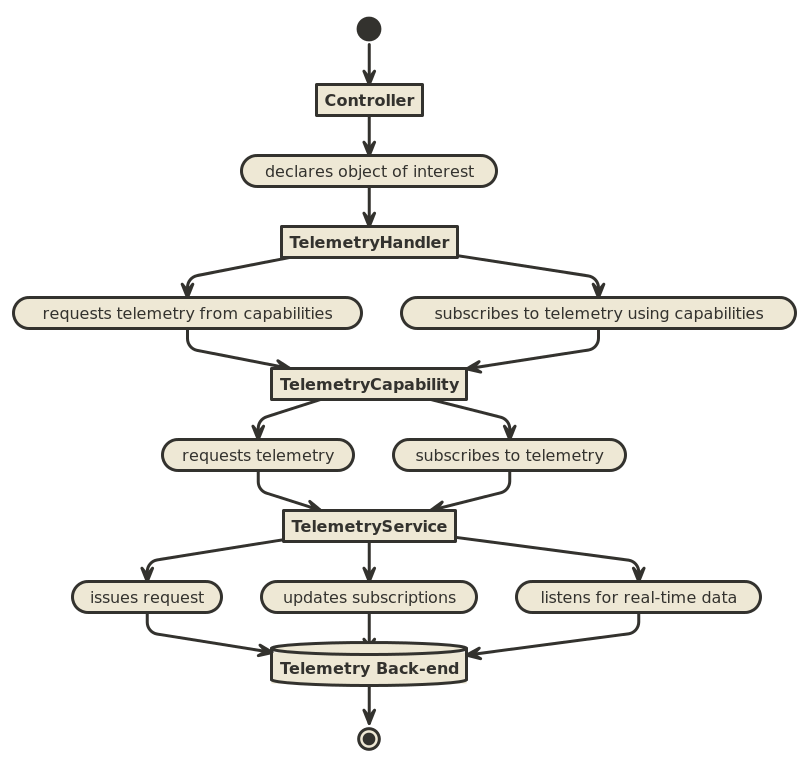 Controller
declares object of interest
TelemetryHandler
requests telemetry from capabilities
subscribes to telemetry using capabilities
TelemetryCapability
requests telemetry
subscribes to telemetry
TelemetryService
issues request
updates subscriptions
listens for real-time data
Telemetry Back-end